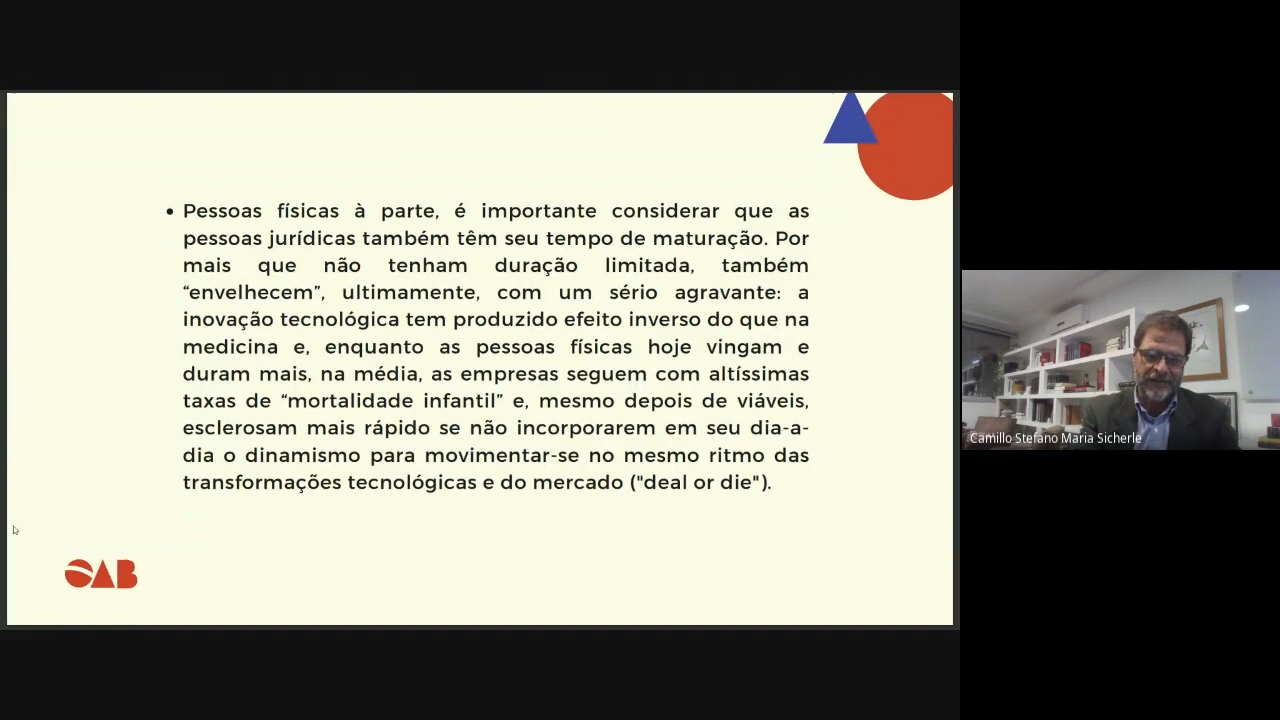 Pessoas físicas à parte, é importante considerar que as
pessoas jurídicas também têm seu tempo de maturação. Por
mais que não tenham duração limitada, também
“envelhecem”, ultimamente, com um sério agravante: a
inovação tecnológica tem produzido efeito inverso do que na
medicina e, enquanto as pessoas físicas hoje vingam e
duram mais, na média, as empresas seguem com altíssimas
taxas de “mortalidade infantil” e, mesmo depois de viáveis,
esclerosam mais rápido se não incorporarem em seu dia-a-
dia o dinamismo para movimentar-se no mesmo ritmo das
transformações tecnológicas e do mercado ("deal or die").
OAB
Camillo Stefano Maria Sicherle